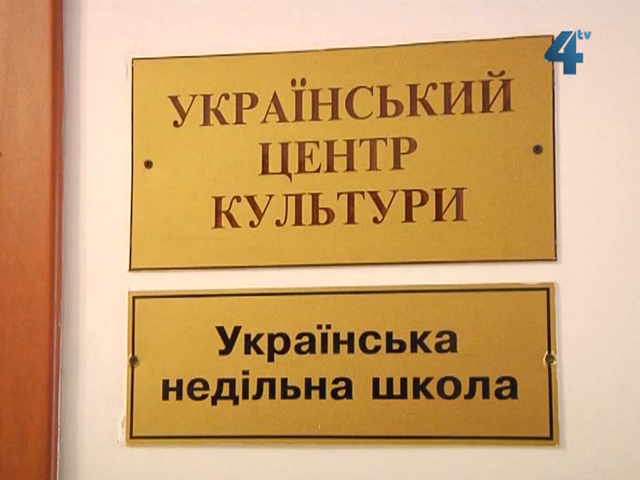 4tv
УКРАЇНСЬКИЙ
ЦЕНТР
КУЛЬТУРИ
Українська
недільна школа